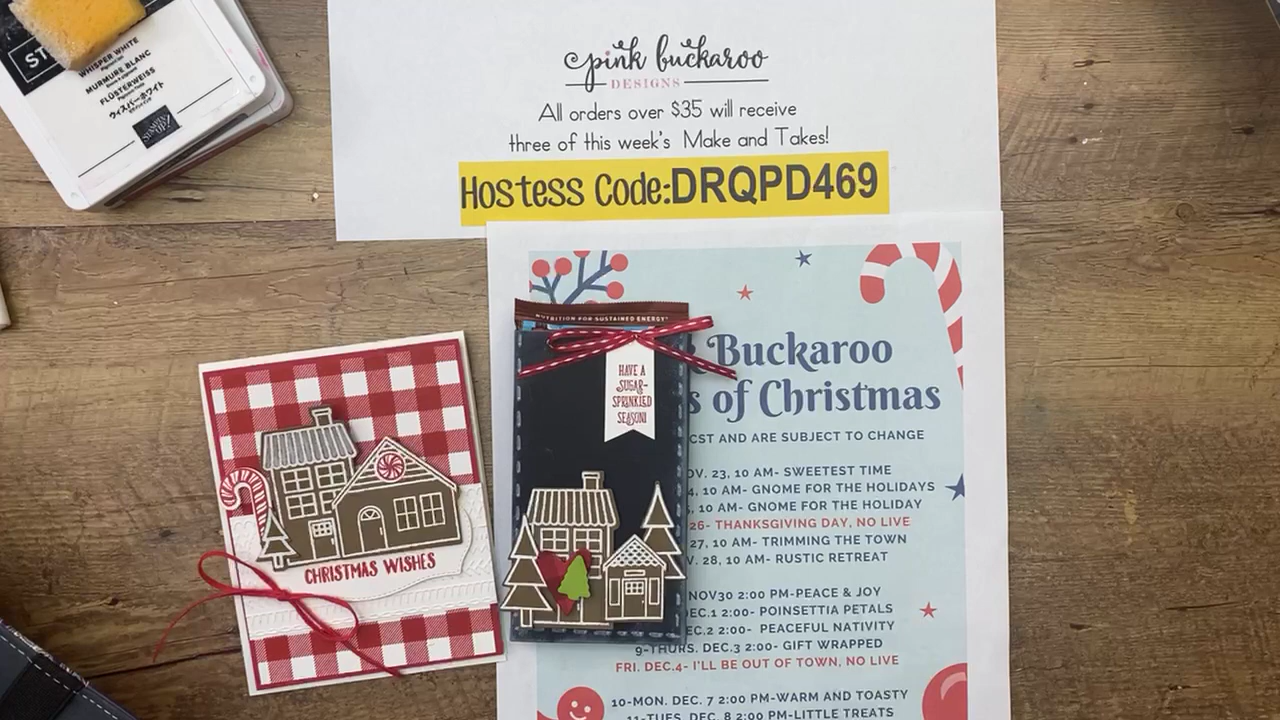 WHISPER WHITE
MURMURE BLANC
FLÜSTERWEISS
ウィスパーホワイト
STAMPIN' UP!
pink buckaroo
DESIGNS
All orders over $35 will receive
three of this week's Make and Takes!
Hostess Code:DRQPD469
NUTRITION FOR SUSTAINED ENERGY
HAVE A
SUGAR-
SPRINKLED
SEASON!
CHRISTMAS WISHES
Buckaroo
s of Christmas
CST AND ARE SUBJECT TO CHANGE
OV. 23, 10 AM- SWEETEST TIME
4, 10 AM- GNOME FOR THE HOLIDAYS
, 10 AM- GNOME FOR THE HOLIDAY
26- THANKSGIVING DAY, NO LIVE
27, 10 AM- TRIMMING THE TOWN
V. 28, 10 AM- RUSTIC RETREAT
NOV30 2:00 PM-PEACE & JOY
DEC.1 2:00- POINSETTIA PETALS
DEC.2 2:00- PEACEFUL NATIVITY
9-THURS. DEC.3 2:00- GIFT WRAPPED
FRI. DEC.4- I'LL BE OUT OF TOWN, NO LIVE
10-MON. DEC. 7 2:00 PM-WARM AND TOASTY
11-TUES. DEC. 8 2:00 PM-LITTLE TREATS